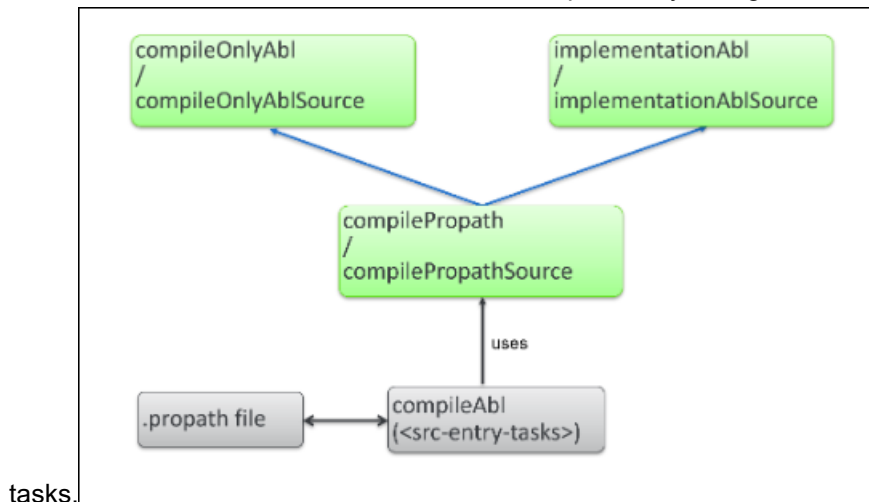 compileOnlyAbl
/
compileOnlyAblSource
implementationAbl
/
implementationAblSource
compilePropath
/
compilePropathSource
uses
.propath file
compileAbl
(<src-entry-tasks>)
tasks.